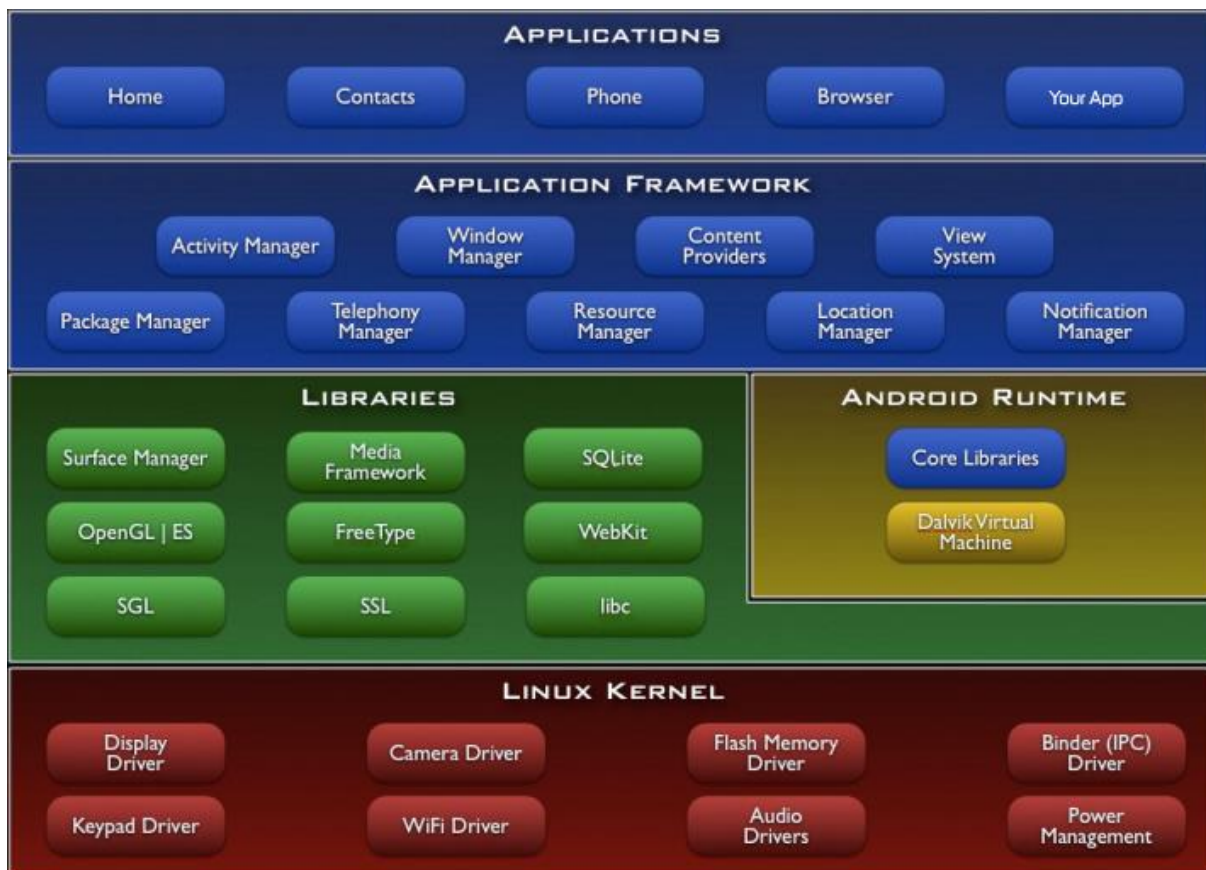 APPLICATIONS
Home
Contacts
Phone
Browser
Your App
APPLICATION FRAMEWORK
Activity Manager
Window
Manager
Content
Providers
View
System
Package Manager
Telephony
Manager
Resource
Manager
Location
Manager
Notification
Manager
LIBRARIES
Surface Manager
Media
Framework
SQLite
OpenGL | ES
FreeType
WebKit
SGL
SSL
libc
ANDROID RUNTIME
Core Libraries
Dalvik Virtual
Machine
LINUX KERNEL
Display
Driver
Camera Driver
Flash Memory
Driver
Binder (IPC)
Driver
Keypad Driver
WiFi Driver
Audio
Drivers
Power
Management